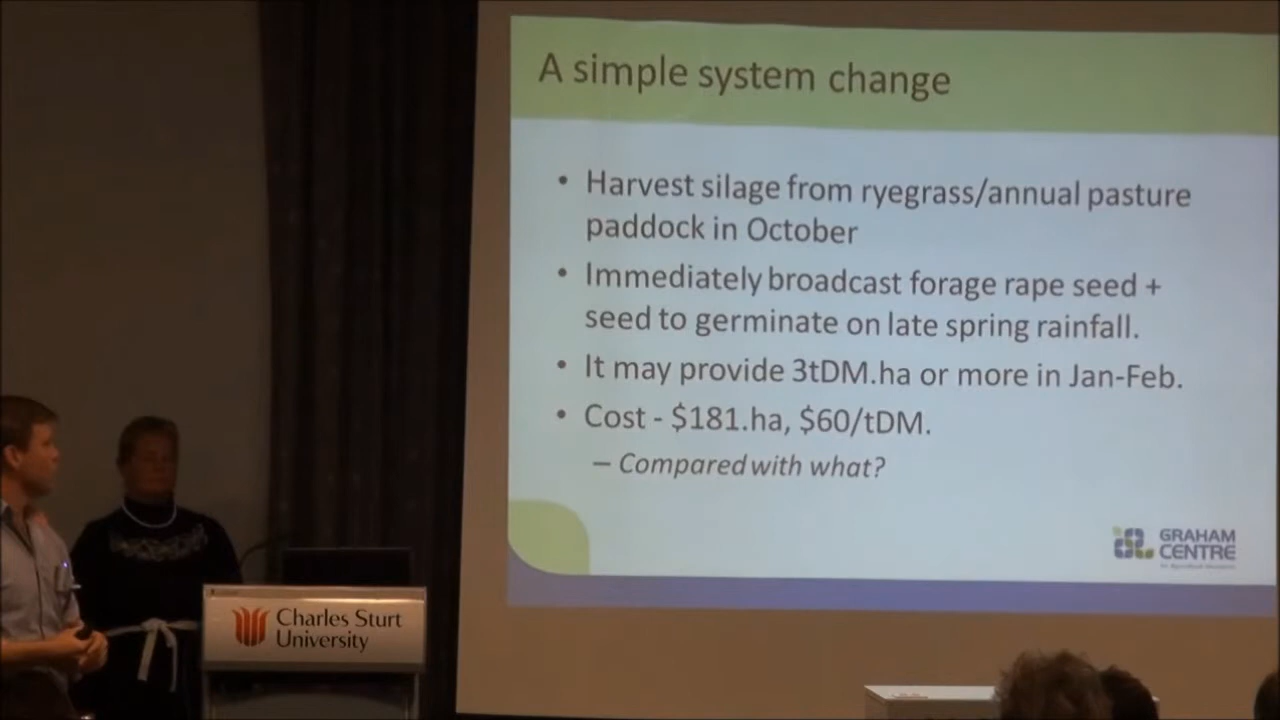 A simple system change
• Harvest silage from ryegrass/annual pasture
paddock in October
• Immediately broadcast forage rape seed +
seed to germinate on late spring rainfall.
• It may provide 3tDM.ha or more in Jan-Feb.
• Cost - $181.ha, $60/tDM.
– Compared with what?
GRAHAM
CENTRE
Charles Sturt
University